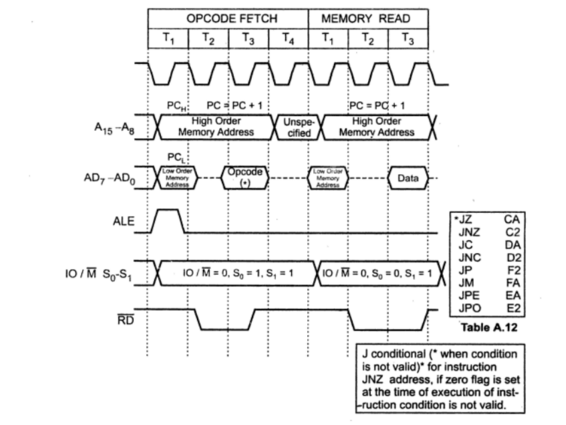 OPCODE FETCH MEMORY READ
T1 T2 T3 T4 T1 T2 T3
PCH PC = PC + 1 PC = PC + 1
A15 –A8 High Order Memory Address Unspe- cified High Order Memory Address
PCL
AD7 –AD0 Low Order Memory Address Opcode (*) Low Order Memory Address Data
ALE
IO / M S0-S1 IO / M = 0, S0 = 1, S1 = 1 IO / M = 0, S0 = 0, S1 = 1
RD
*JZ CA
JNZ C2
JC DA
JNC D2
JP F2
JM FA
JPE EA
JPO E2
Table A.12
J conditional (* when condition
is not valid)* for instruction
JNZ address, if zero flag is set
at the time of execution of inst-
ruction condition is not valid.